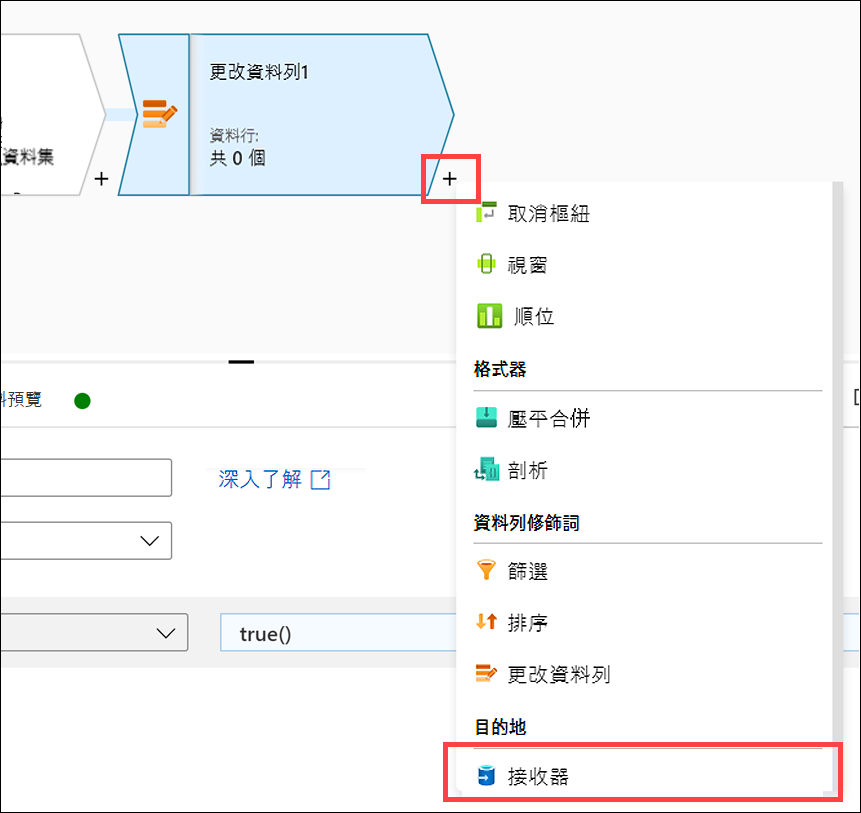 更改資料列1
資料行:
共 0 個
資料集
+
+
取消樞紐
視窗
順位
格式器
預覽
壓平合併
剖析
深入了解
資料列修飾詞
篩選
排序
true()
更改資料列
目的地
接收器